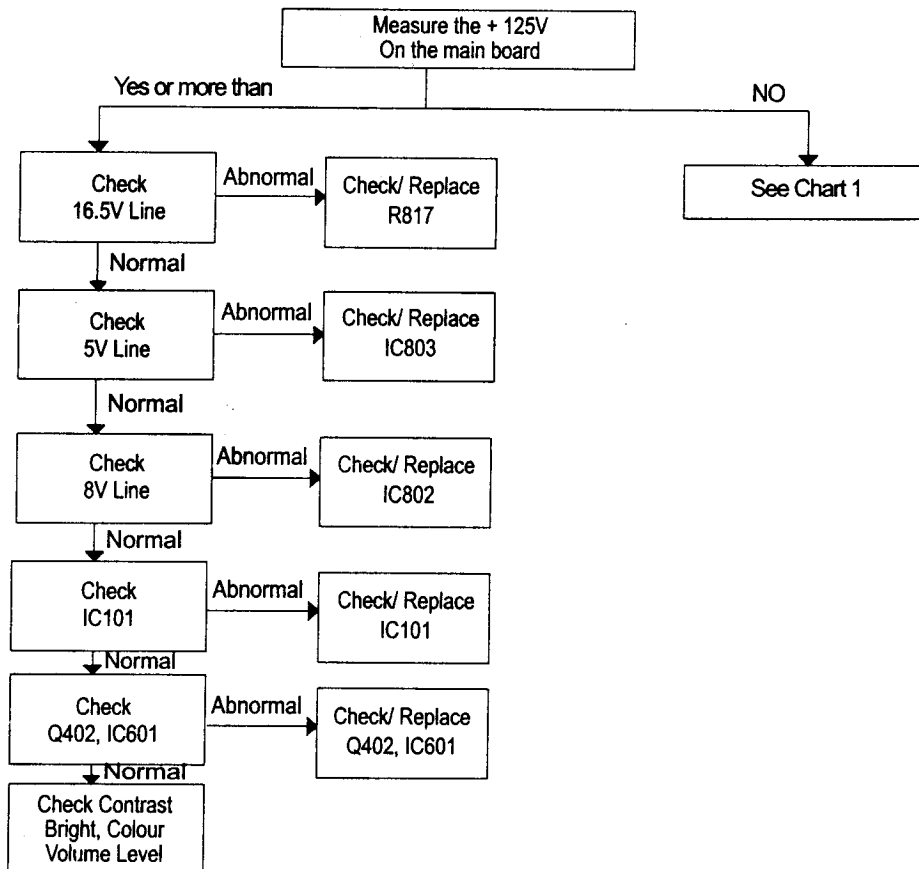 Measure the + 125V
On the main board
Yes or more than
NO
Check
16.5V Line
Abnormal
Check/ Replace
R817
See Chart 1
Normal
Check
5V Line
Abnormal
Check/ Replace
IC803
Normal
Check
8V Line
Abnormal
Check/ Replace
IC802
Normal
Check
IC101
Abnormal
Check/ Replace
IC101
Normal
Check
Q402, IC601
Abnormal
Check/ Replace
Q402, IC601
Normal
Check Contrast
Bright, Colour
Volume Level